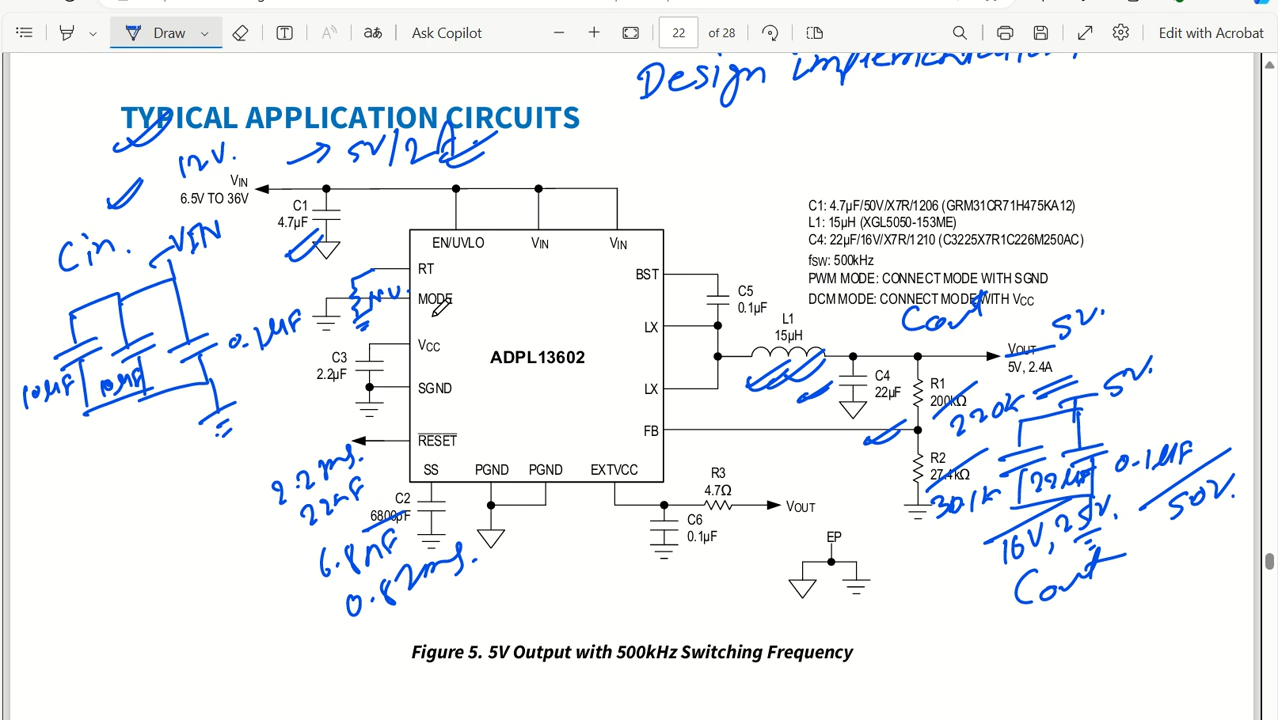 Draw
Ask Copilot
22
of 28
Edit with Acrobat
Design implementation
TYPICAL APPLICATION CIRCUITS
12V. → 5V/2A
VIN
6.5V TO 36V
C1
4.7µF
Cin.
VIN
10µF
10µF
0.1µF
EN/UVLO
VIN
VIN
RT
MODE
VCC
SGND
RESET
SS
PGND
PGND
EXTVCC
BST
LX
LX
FB
ADPL13602
C3
2.2µF
2.2ms.
22nF
C2
6800pF
6.8nF
0.82ms.
C5
0.1µF
L1
15µH
C1: 4.7µF/50V/X7R/1206 (GRM31CR71H475KA12)
L1: 15µH (XGL5050-153ME)
C4: 22µF/16V/X7R/1210 (C3225X7R1C226M250AC)
fSW: 500kHz
PWM MODE: CONNECT MODE WITH SGND
DCM MODE: CONNECT MODE WITH VCC
Cout
5V.
VOUT
5V, 2.4A
C4
22µF
R1
200kΩ
220k
R2
27.4kΩ
30.1k
5V.
22µF
0.1µF
16V, 25V.
50V.
Cout
R3
4.7Ω
VOUT
C6
0.1µF
EP
Figure 5. 5V Output with 500kHz Switching Frequency